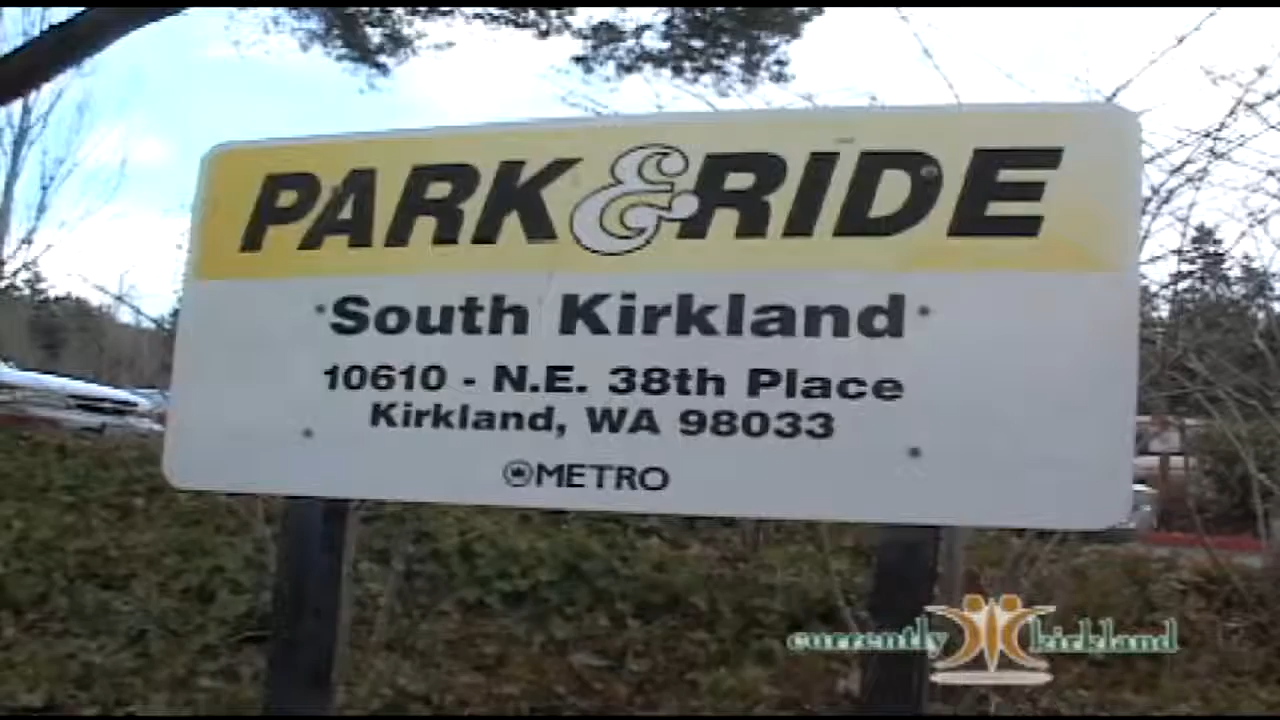 PARK & RIDE
South Kirkland
10610 - N.E. 38th Place
Kirkland, WA 98033
METRO
currently kirkland